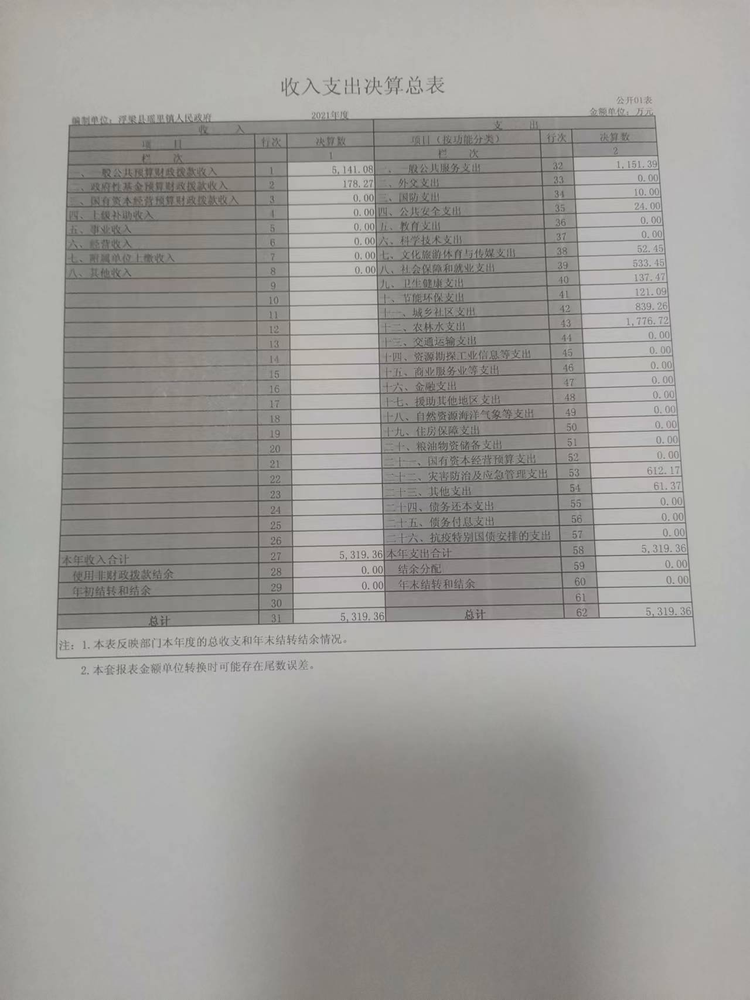 收入支出决算总表
公开01表
编制单位：浮梁县瑶里镇人民政府 2021年度 金额单位：万元
收 入 支 出
项 目 行次 决算数 项目（按功能分类） 行次 决算数
栏 次 1 栏 次 2
一、一般公共预算财政拨款收入 1 5,141.08 一、一般公共服务支出 32 1,151.39
二、政府性基金预算财政拨款收入 2 178.27 二、外交支出 33 0.00
三、国有资本经营预算财政拨款收入 3 0.00 三、国防支出 34 10.00
四、上级补助收入 4 0.00 四、公共安全支出 35 24.00
五、事业收入 5 0.00 五、教育支出 36 0.00
六、经营收入 6 0.00 六、科学技术支出 37 0.00
七、附属单位上缴收入 7 0.00 七、文化旅游体育与传媒支出 38 52.45
八、其他收入 8 0.00 八、社会保障和就业支出 39 533.45
9 九、卫生健康支出 40 137.47
10 十、节能环保支出 41 121.09
11 十一、城乡社区支出 42 839.26
12 十二、农林水支出 43 1,776.72
13 十三、交通运输支出 44 0.00
14 十四、资源勘探工业信息等支出 45 0.00
15 十五、商业服务业等支出 46 0.00
16 十六、金融支出 47 0.00
17 十七、援助其他地区支出 48 0.00
18 十八、自然资源海洋气象等支出 49 0.00
19 十九、住房保障支出 50 0.00
20 二十、粮油物资储备支出 51 0.00
21 二十一、国有资本经营预算支出 52 0.00
22 二十二、灾害防治及应急管理支出 53 612.17
23 二十三、其他支出 54 61.37
24 二十四、债务还本支出 55 0.00
25 二十五、债务付息支出 56 0.00
26 二十六、抗疫特别国债安排的支出 57 0.00
本年收入合计 27 5,319.36 本年支出合计 58 5,319.36
使用非财政拨款结余 28 0.00 结余分配 59 0.00
年初结转和结余 29 0.00 年末结转和结余 60 0.00
30 61
总计 31 5,319.36 总计 62 5,319.36
注：1.本表反映部门本年度的总收支和年末结转结余情况。
2.本套报表金额单位转换时可能存在尾数误差。